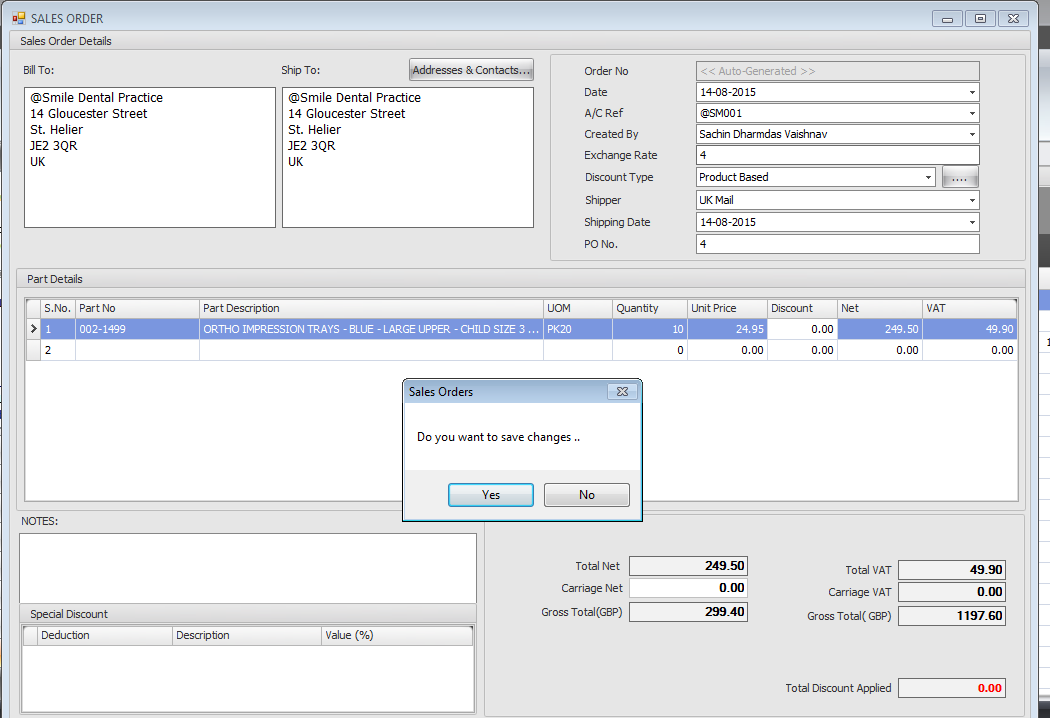 SALES ORDER
Sales Order Details
Bill To:
Ship To:
Addresses & Contacts...
@Smile Dental Practice
14 Gloucester Street
St. Helier
JE2 3QR
UK
@Smile Dental Practice
14 Gloucester Street
St. Helier
JE2 3QR
UK
Order No << Auto-Generated >>
Date 14-08-2015
A/C Ref @SM001
Created By Sachin Dharmdas Vaishnav
Exchange Rate 4
Discount Type Product Based ....
Shipper UK Mail
Shipping Date 14-08-2015
PO No. 4
Part Details
S.No. Part No Part Description UOM Quantity Unit Price Discount Net VAT
1 002-1499 ORTHO IMPRESSION TRAYS - BLUE - LARGE UPPER - CHILD SIZE 3 ... PK20 10 24.95 0.00 249.50 49.90
2 0 0.00 0.00 0.00 0.00
Sales Orders
Do you want to save changes ..
Yes No
NOTES:
Special Discount
Deduction Description Value (%)
Total Net 249.50
Carriage Net 0.00
Gross Total(GBP) 299.40
Total VAT 49.90
Carriage VAT 0.00
Gross Total( GBP) 1197.60
Total Discount Applied 0.00